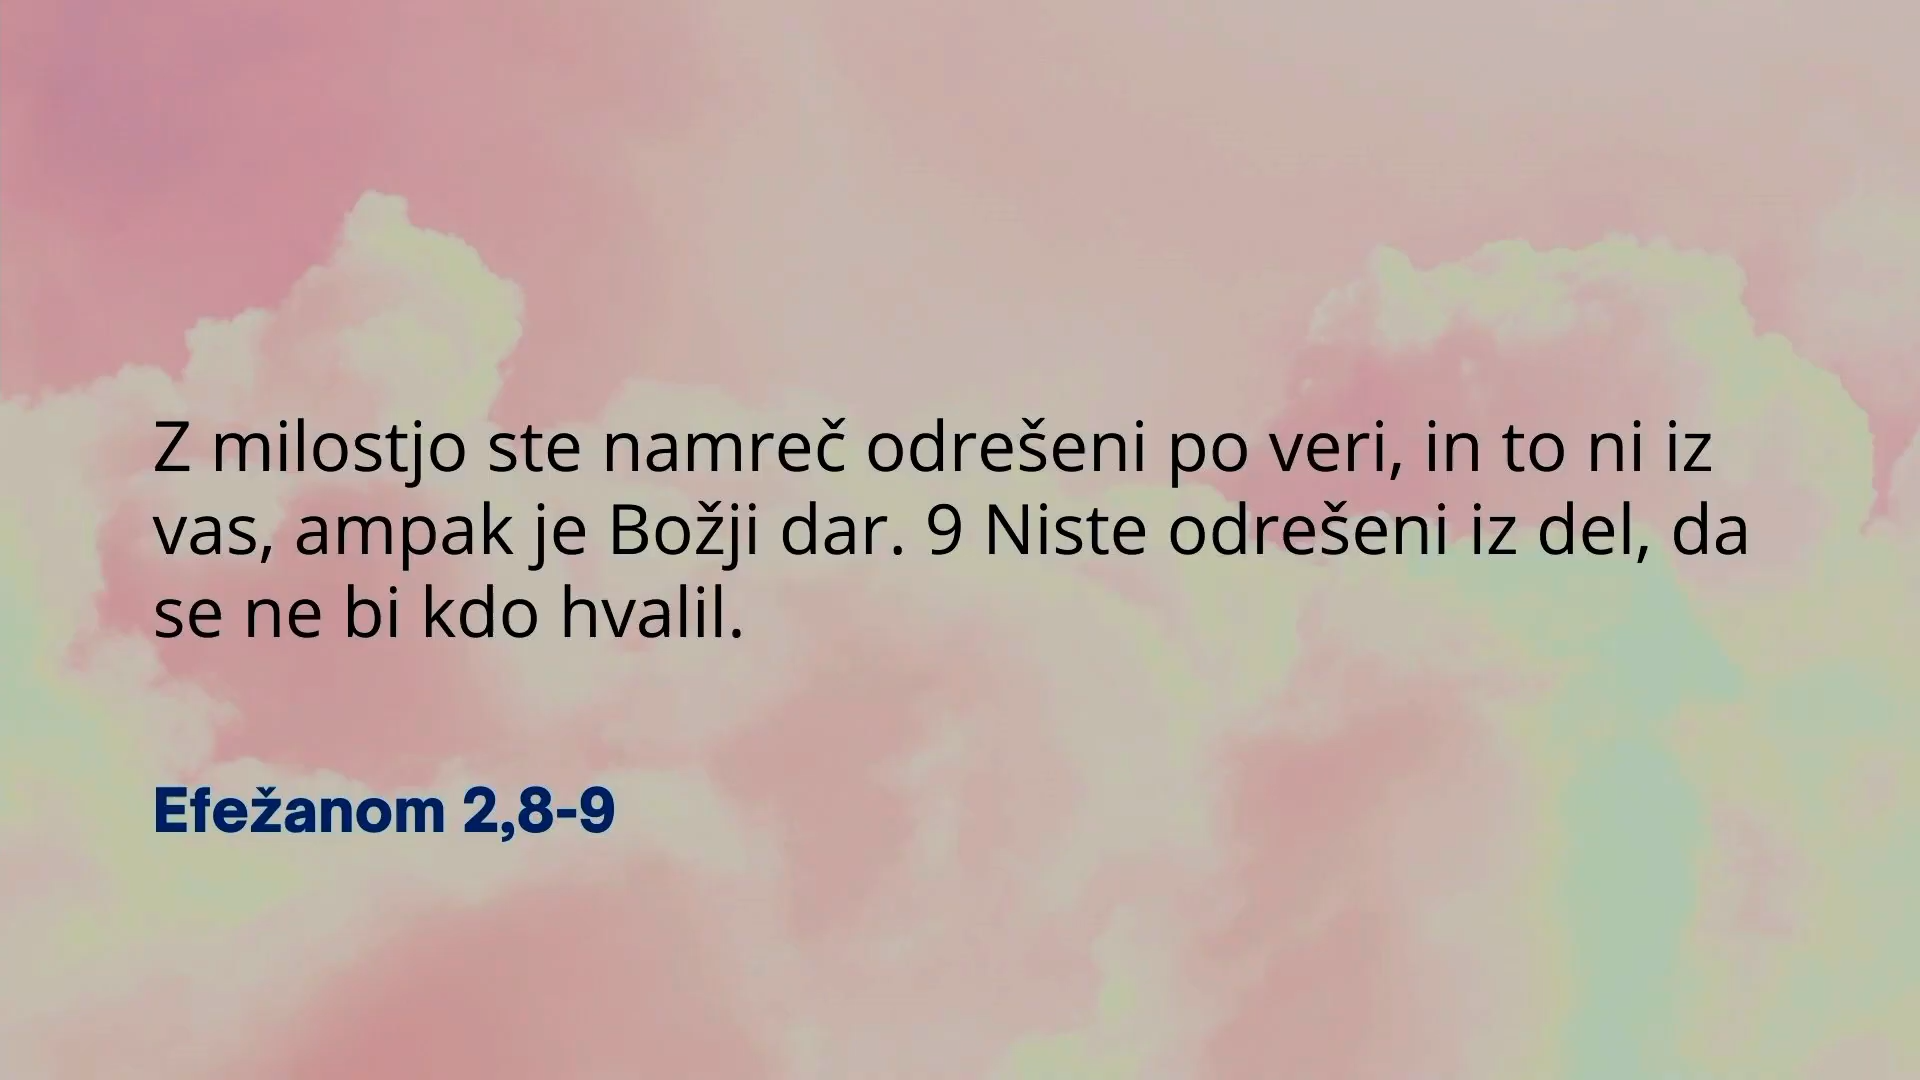 Z milostjo ste namreč odrešeni po veri, in to ni iz
vas, ampak je Božji dar. 9 Niste odrešeni iz del, da
se ne bi kdo hvalil.
Efežanom 2,8-9